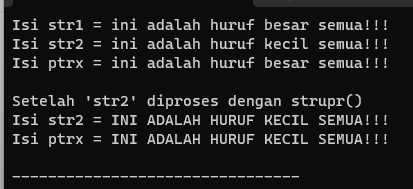 Isi str1 = ini adalah huruf besar semua!!!
Isi str2 = ini adalah huruf kecil semua!!!
Isi ptrx = ini adalah huruf besar semua!!!
Setelah 'str2' diproses dengan strupr()
Isi str2 = INI ADALAH HURUF KECIL SEMUA!!!
Isi ptrx = INI ADALAH HURUF KECIL SEMUA!!!
--------------------------------